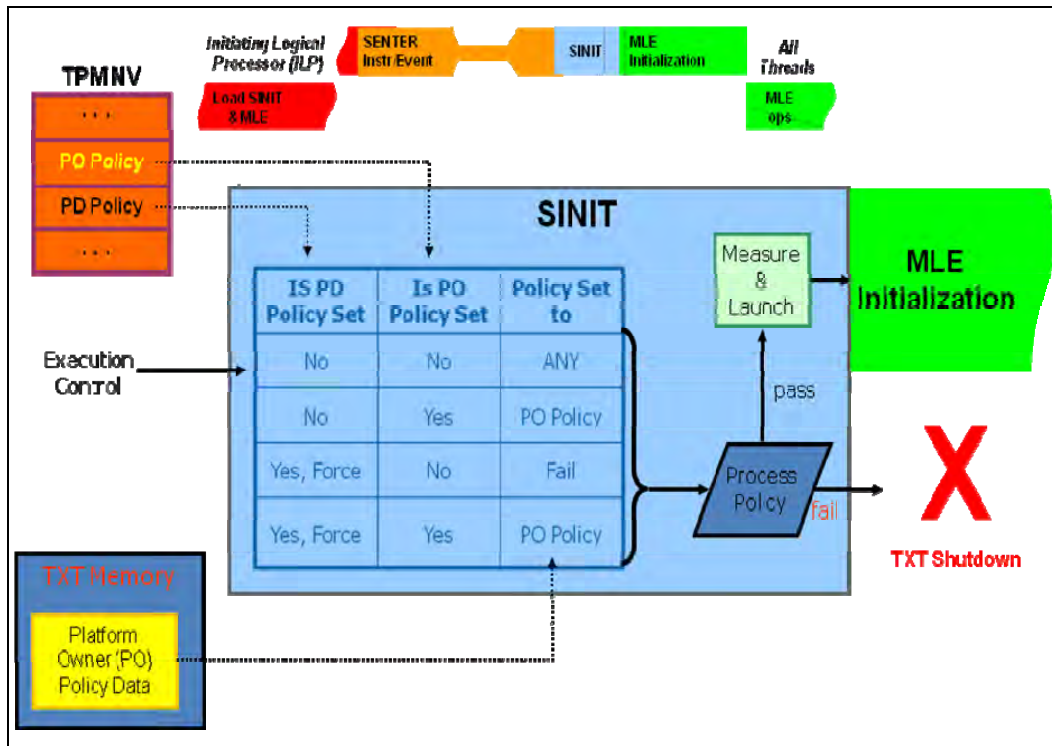 Initiating Logical
Processor (ILP)
SENTER
Instr/Event
SINIT
MLE
Initialization
All
Threads
Load SINIT
& MLE
MLE
ops
TPMNV
...
PO Policy
PD Policy
...
SINIT
IS PD
Policy Set
Is PO
Policy Set
Policy Set
to
No
No
ANY
No
Yes
PO Policy
Yes, Force
No
Fail
Yes, Force
Yes
PO Policy
Execution
Control
Measure
&
Launch
pass
Process
Policy
fail
MLE
Initialization
X
TXT Shutdown
TXT Memory
Platform
Owner (PO)
Policy Data